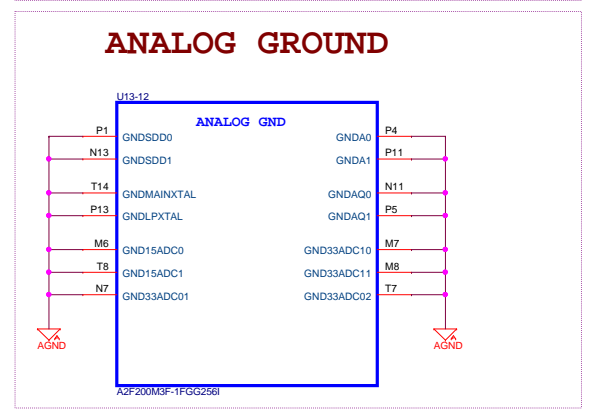 ANALOG GROUND
U13-12
ANALOG GND
P1 GNDSDD0 GNDA0 P4
N13 GNDSDD1 GNDA1 P11
T14 GNDMAINXTAL GNDAQ0 N11
P13 GNDLPXTAL GNDAQ1 P5
M6 GND15ADC0 GND33ADC10 M7
T8 GND15ADC1 GND33ADC11 M8
N7 GND33ADC01 GND33ADC02 T7
AGND AGND
A2F200M3F-1FGG256I